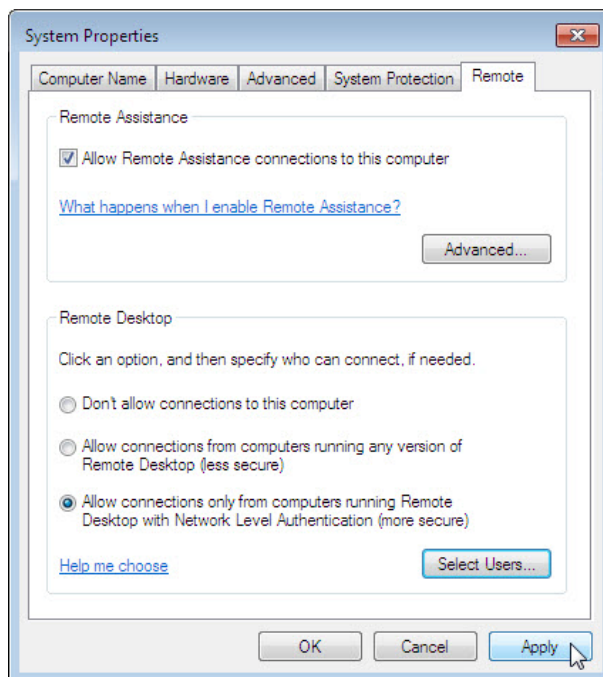 System Properties
Computer Name Hardware Advanced System Protection Remote
Remote Assistance
Allow Remote Assistance connections to this computer
What happens when I enable Remote Assistance?
Advanced...
Remote Desktop
Click an option, and then specify who can connect, if needed.
Don't allow connections to this computer
Allow connections from computers running any version of
Remote Desktop (less secure)
Allow connections only from computers running Remote
Desktop with Network Level Authentication (more secure)
Help me choose
Select Users...
OK Cancel Apply